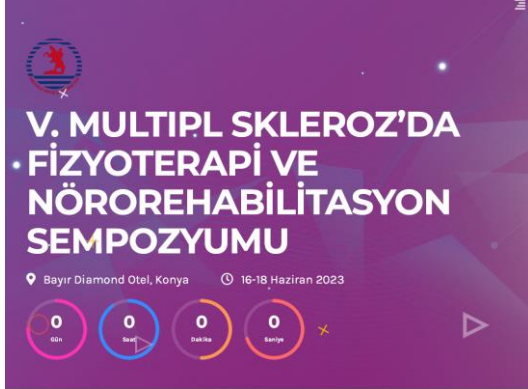 V. MULTIPL SKLEROZ’DA
FİZYOTERAPİ VE
NÖROREHABİLİTASYON
SEMPOZYUMU
Bayır Diamond Otel, Konya 16-18 Haziran 2023
0 0 0 0
Gün Saat Dakika Saniye